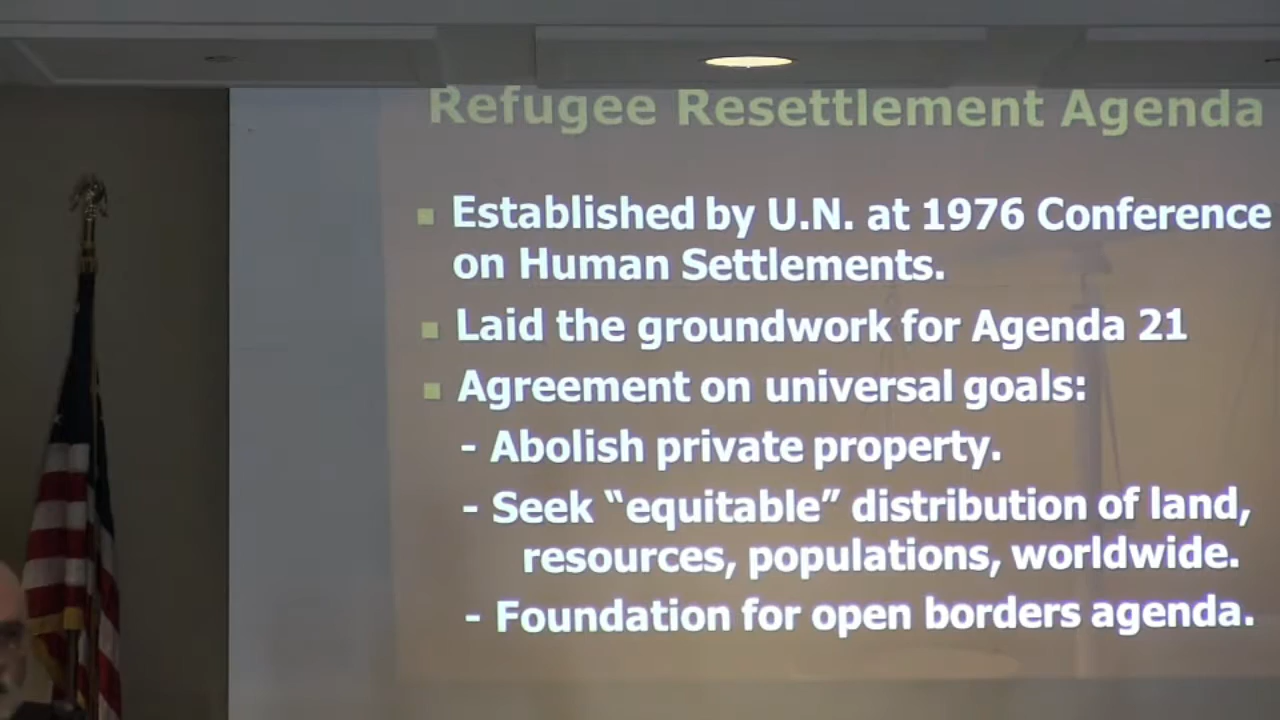 Refugee Resettlement Agenda
Established by U.N. at 1976 Conference
on Human Settlements.
Laid the groundwork for Agenda 21
Agreement on universal goals:
- Abolish private property.
- Seek “equitable” distribution of land,
resources, populations, worldwide.
- Foundation for open borders agenda.